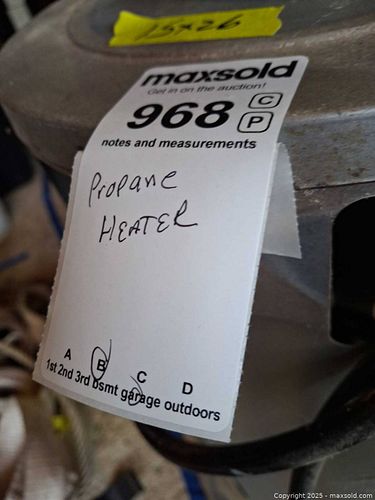 25x26
maxsold
Get in on the auction!
968 C
P
notes and measurements
Propane
HEATER
A B C D
1st 2nd 3rd bsmt garage outdoors
Copyright 2025 - maxsold.com